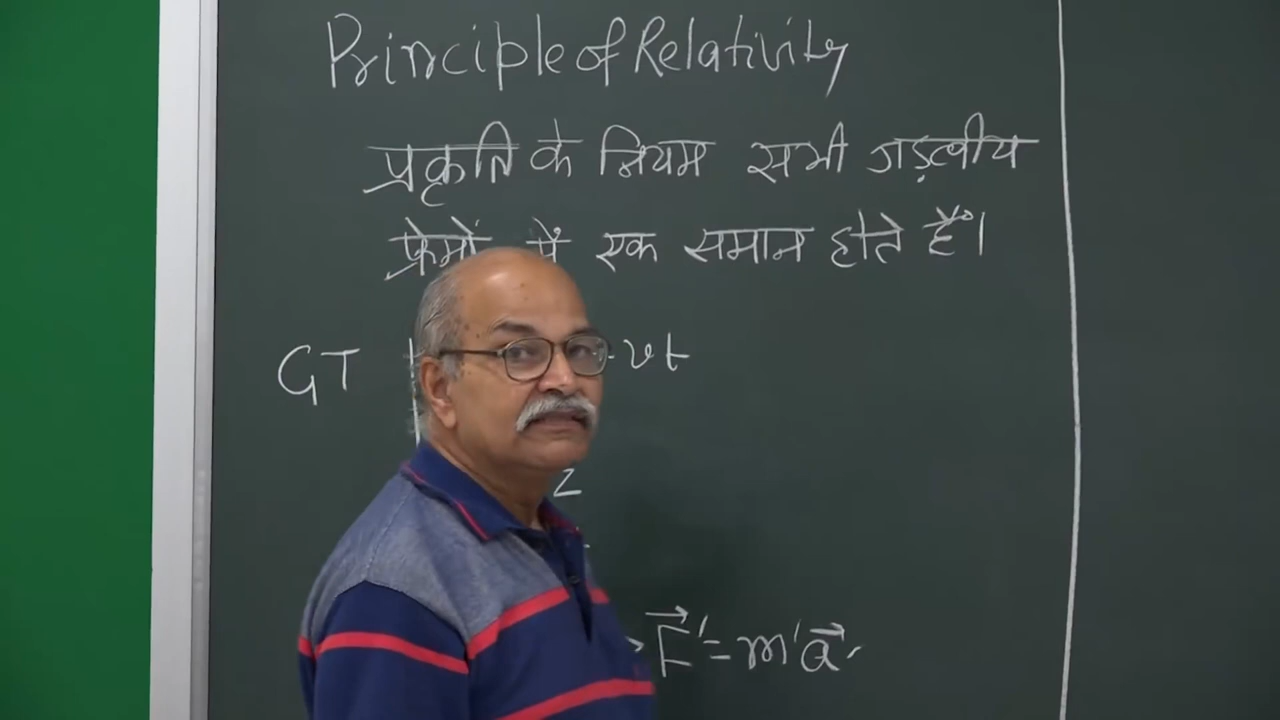 Principle of Relativity
प्रकृति के नियम सभी जड़त्वीय
फ्रेमों में एक समान होते हैं।
GT - vt
z
F⃗′ = m′a⃗′